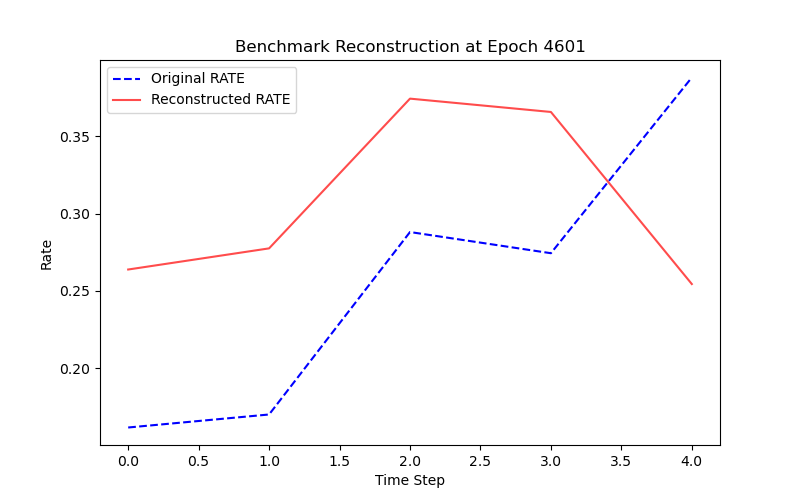 Benchmark Reconstruction at Epoch 4601
Original RATE
Reconstructed RATE
Rate
0.35
0.30
0.25
0.20
0.0 0.5 1.0 1.5 2.0 2.5 3.0 3.5 4.0
Time Step